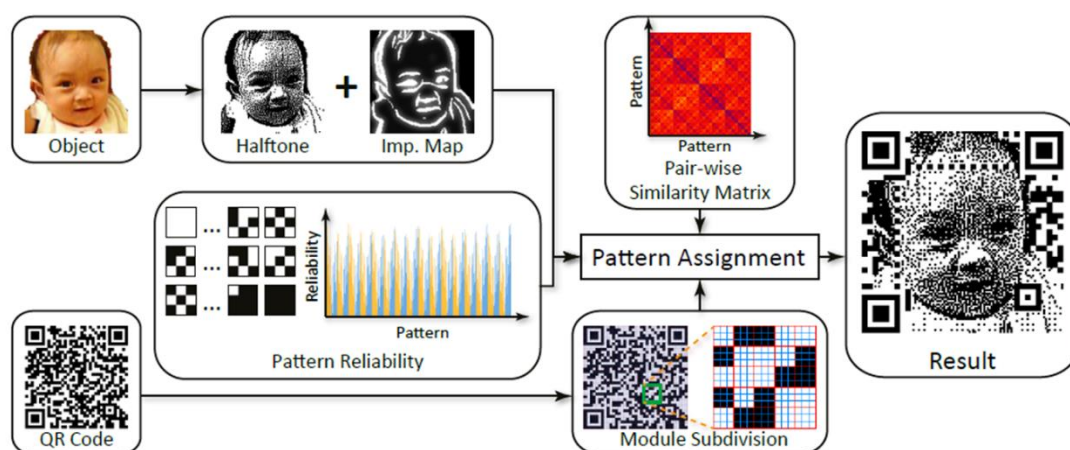 Object
Halftone
+
Imp. Map
Pattern
Pattern
Pair-wise
Similarity Matrix
...
...
...
Reliability
Pattern
Pattern Reliability
Pattern Assignment
QR Code
Module Subdivision
Result